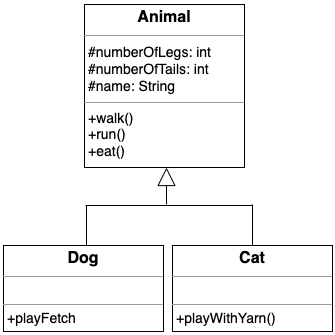 Animal
#numberOfLegs: int
#numberOfTails: int
#name: String
+walk()
+run()
+eat()
Dog
+playFetch
Cat
+playWithYarn()